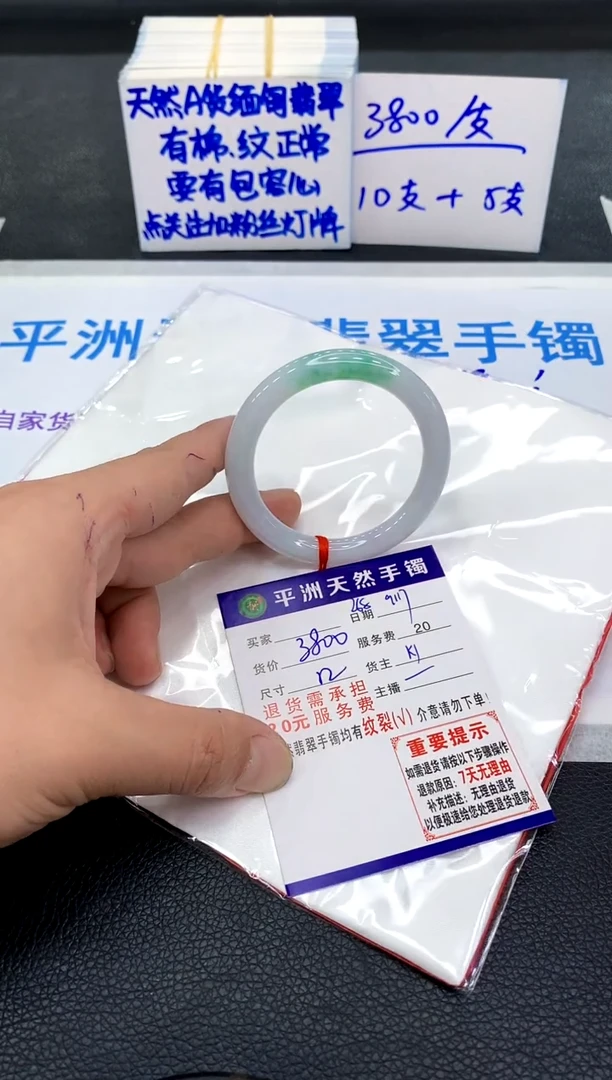 天然A货缅甸翡翠
有棉、纹正常
要有包容心
点关注加粉丝灯牌
3800/支
10支+5支
平洲
翡翠手镯
自家货
平洲天然手镯
买家
日期 9.17
货价 3800 服务费 20
尺寸 货主 KJ
主播
退货需承担
20元服务费
翡翠手镯均有纹裂(√) 介意请勿下单!
重要提示
如需退货请按以下步骤操作
退款原因：7天无理由
补充描述：无理由退货
以便极速给您处理退货退款